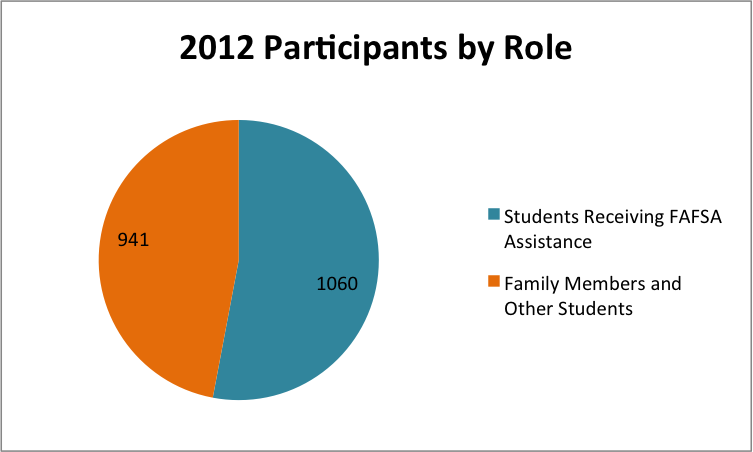 2012 Participants by Role
941
1060
Students Receiving FAFSA
Assistance
Family Members and
Other Students